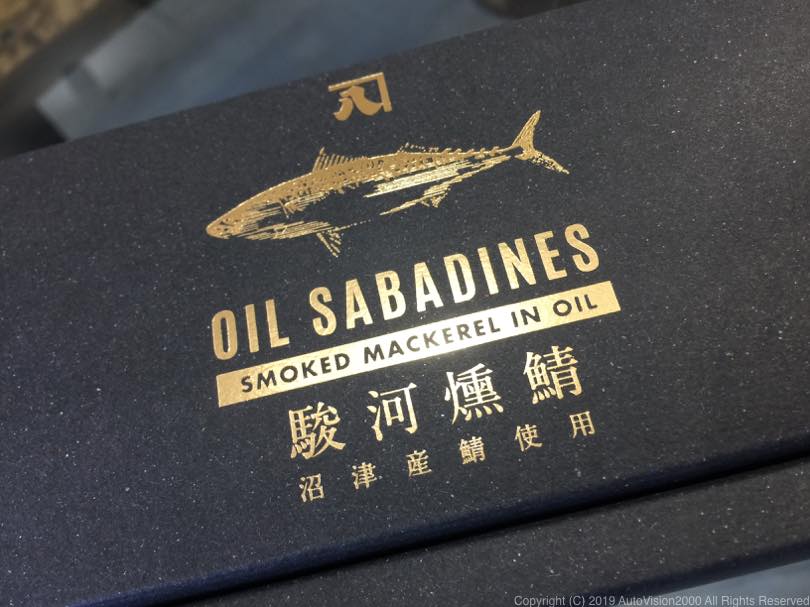 OIL SABADINES
SMOKED MACKEREL IN OIL
駿河燻鯖
沼津産鯖使用
Copyright (C) 2019 AutoVision2000 All Rights Reserved